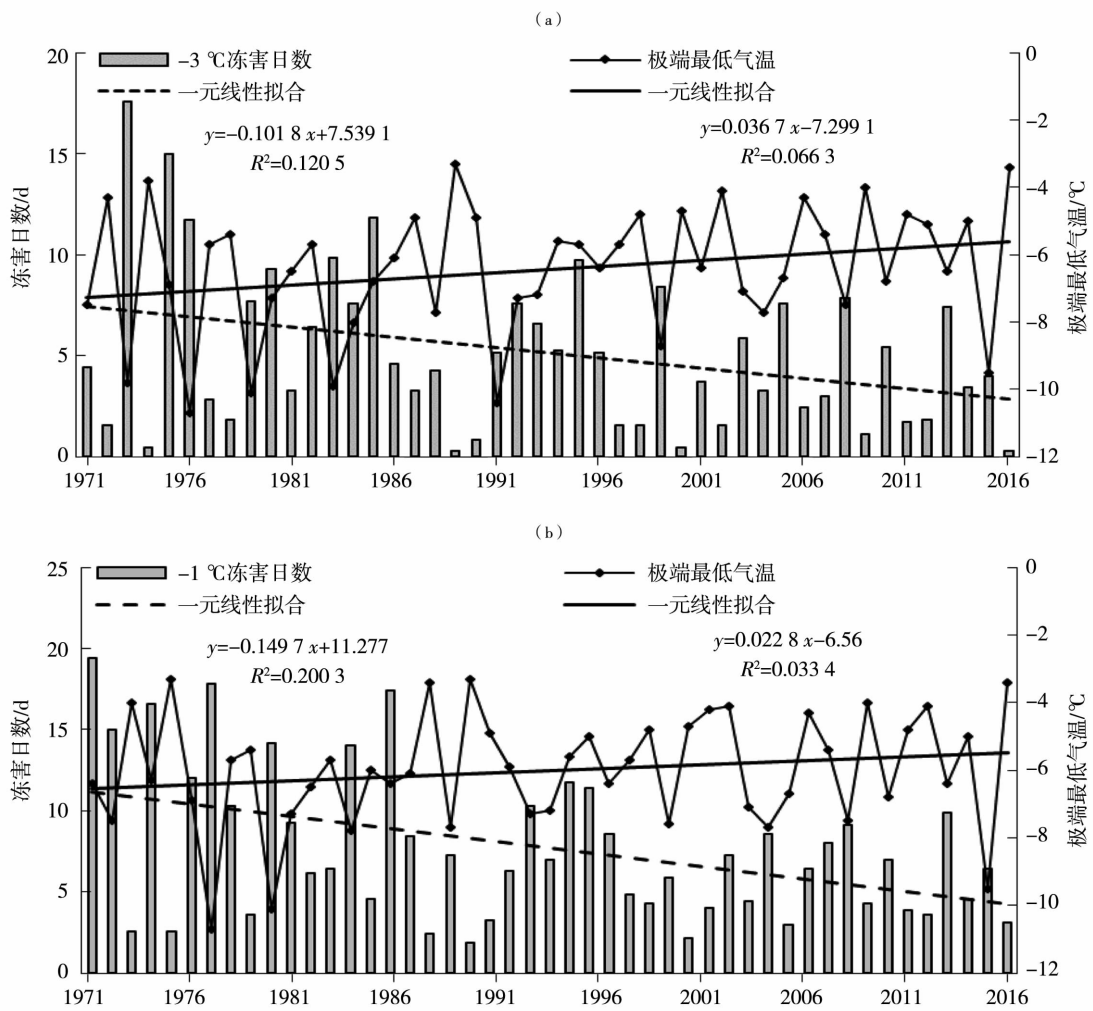 (a)
-3 ℃冻害日数
极端最低气温
一元线性拟合
一元线性拟合
y=-0.101 8 x+7.539 1
R²=0.120 5
y=0.036 7 x-7.299 1
R²=0.066 3
冻害日数/d
20
15
10
5
0
极端最低气温/℃
0
-2
-4
-6
-8
-10
-12
1971 1976 1981 1986 1991 1996 2001 2006 2011 2016
(b)
-1 ℃冻害日数
极端最低气温
一元线性拟合
一元线性拟合
y=-0.149 7 x+11.277
R²=0.200 3
y=0.022 8 x-6.56
R²=0.033 4
冻害日数/d
25
20
15
10
5
0
极端最低气温/℃
0
-2
-4
-6
-8
-10
-12
1971 1976 1981 1986 1991 1996 2001 2006 2011 2016